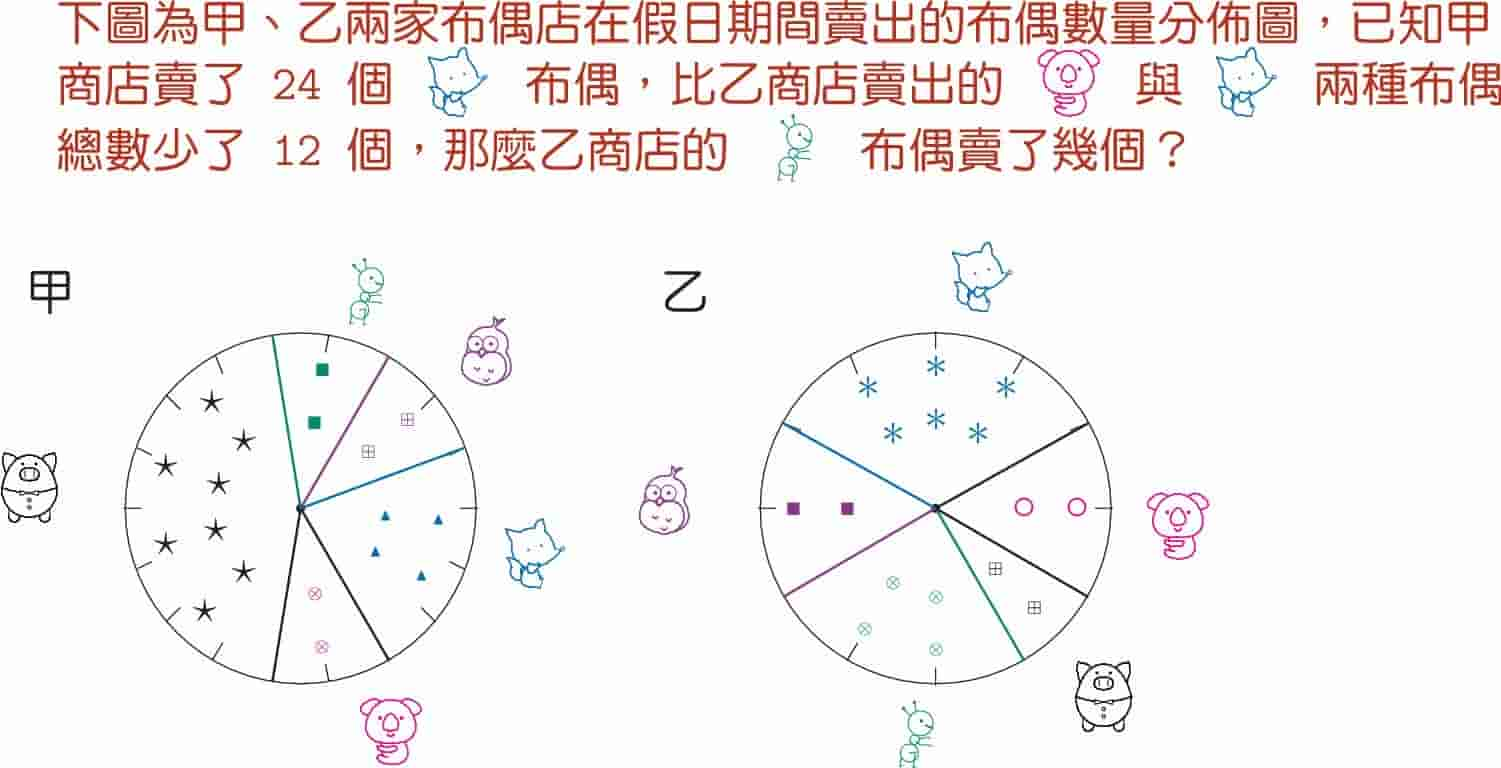 下圖為甲、乙兩家布偶店在假日期間賣出的布偶數量分佈圖，已知甲
商店賣了 24 個 布偶，比乙商店賣出的 與 兩種布偶
總數少了 12 個，那麼乙商店的 布偶賣了幾個？
甲 乙